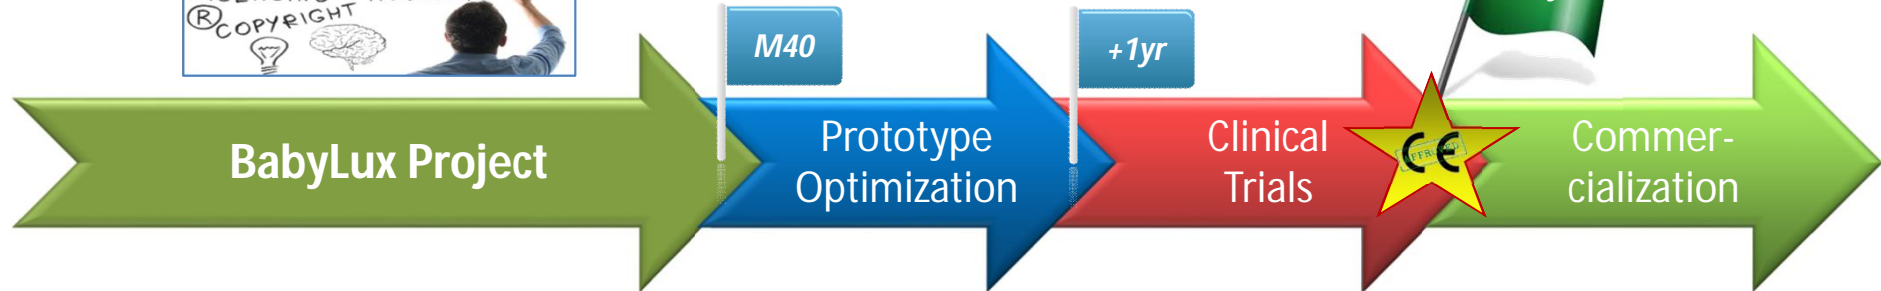 ® COPYRIGHT
M40
+1yr
BabyLux Project
Prototype
Optimization
Clinical
Trials
CE
Commer-
cialization